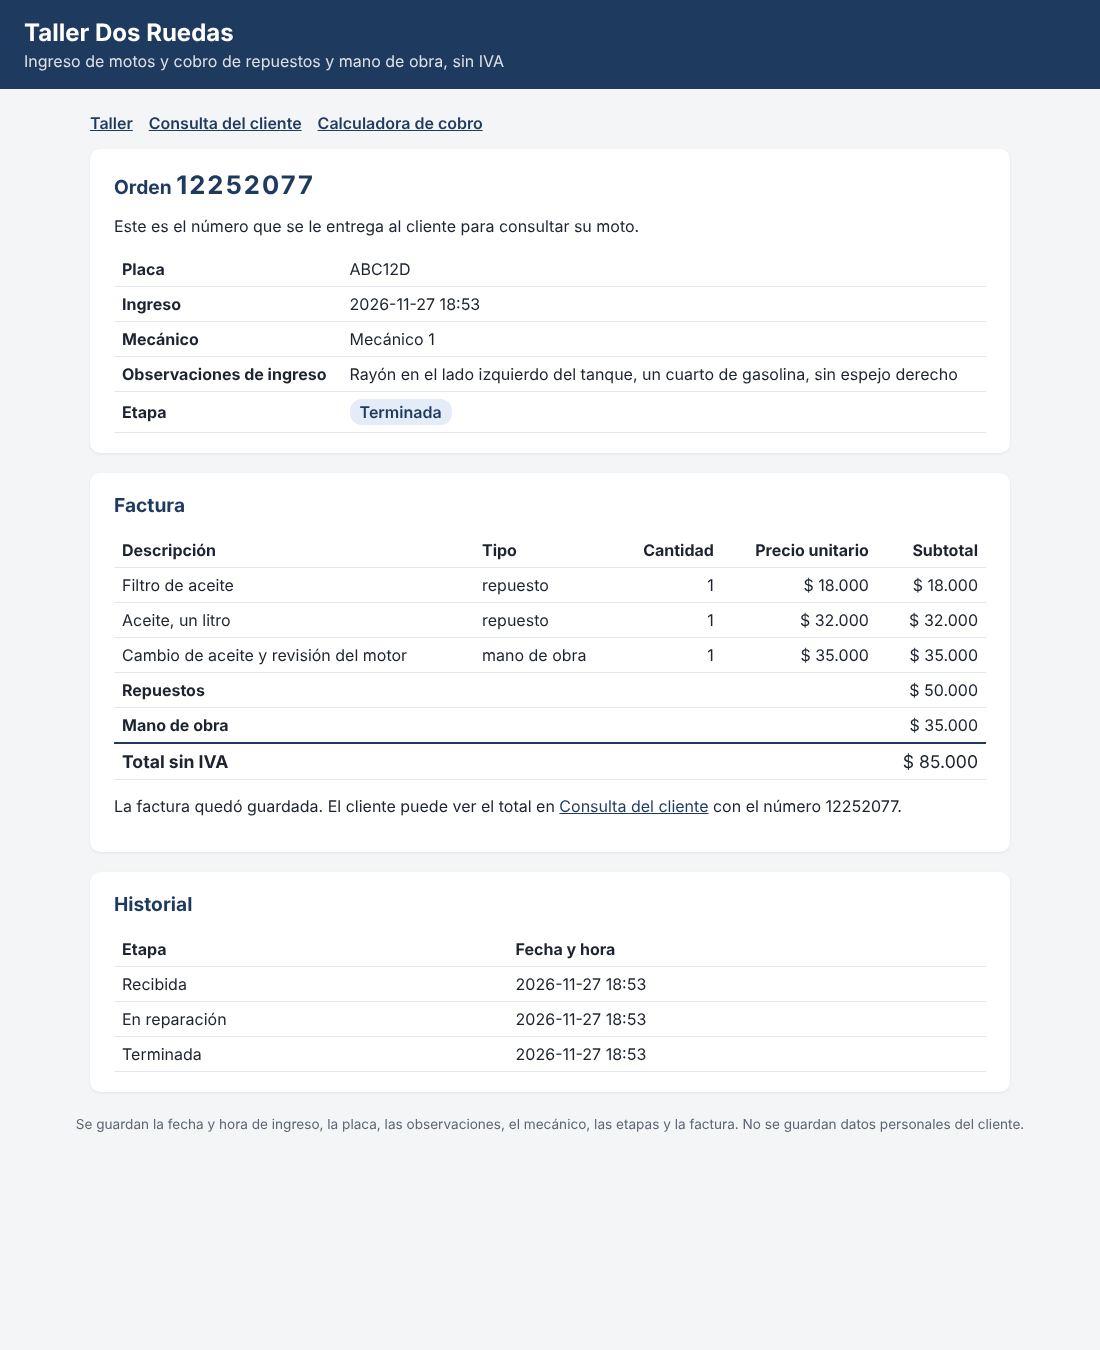 Taller Dos Ruedas
Ingreso de motos y cobro de repuestos y mano de obra, sin IVA
Taller Consulta del cliente Calculadora de cobro
Orden 12252077
Este es el número que se le entrega al cliente para consultar su moto.
Placa ABC12D
Ingreso 2026-11-27 18:53
Mecánico Mecánico 1
Observaciones de ingreso Rayón en el lado izquierdo del tanque, un cuarto de gasolina, sin espejo derecho
Etapa Terminada
Factura
Descripción Tipo Cantidad Precio unitario Subtotal
Filtro de aceite repuesto 1 $ 18.000 $ 18.000
Aceite, un litro repuesto 1 $ 32.000 $ 32.000
Cambio de aceite y revisión del motor mano de obra 1 $ 35.000 $ 35.000
Repuestos $ 50.000
Mano de obra $ 35.000
Total sin IVA $ 85.000
La factura quedó guardada. El cliente puede ver el total en Consulta del cliente con el número 12252077.
Historial
Etapa Fecha y hora
Recibida 2026-11-27 18:53
En reparación 2026-11-27 18:53
Terminada 2026-11-27 18:53
Se guardan la fecha y hora de ingreso, la placa, las observaciones, el mecánico, las etapas y la factura. No se guardan datos personales del cliente.